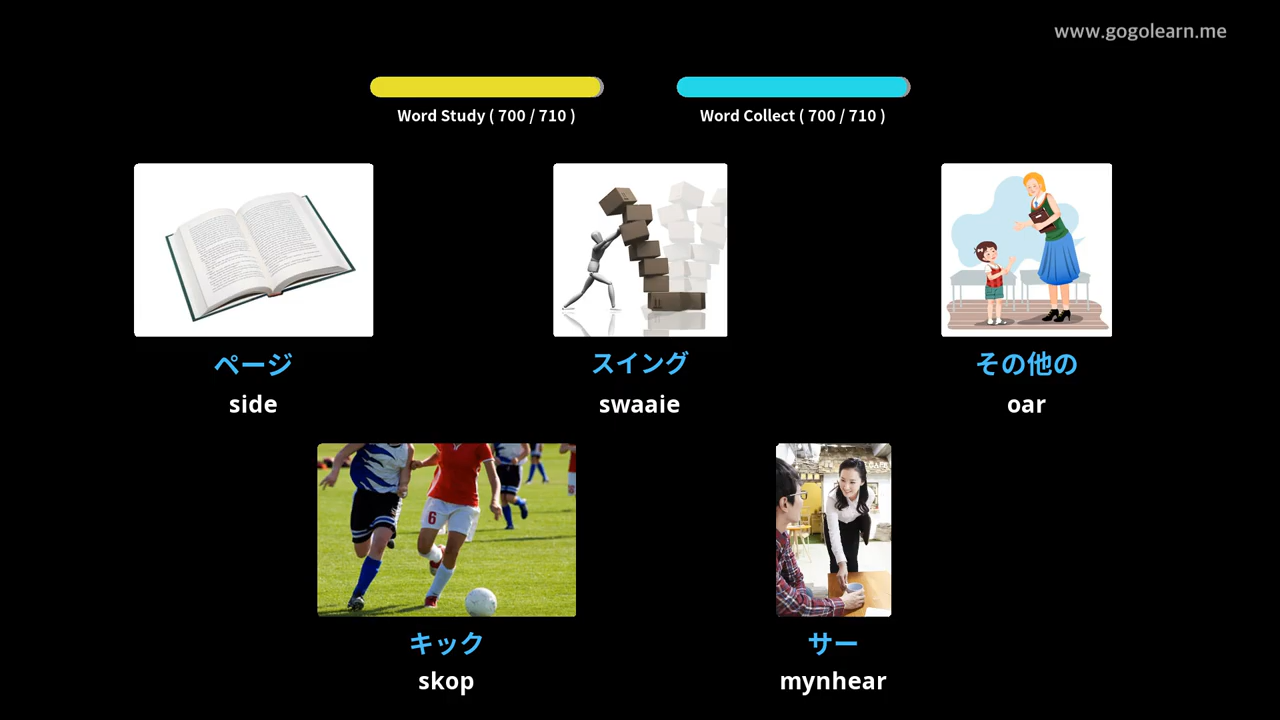 www.gogolearn.me
Word Study ( 700 / 710 )
Word Collect ( 700 / 710 )
ページ
side
スイング
swaaie
その他の
oar
キック
skop
サー
mynhear